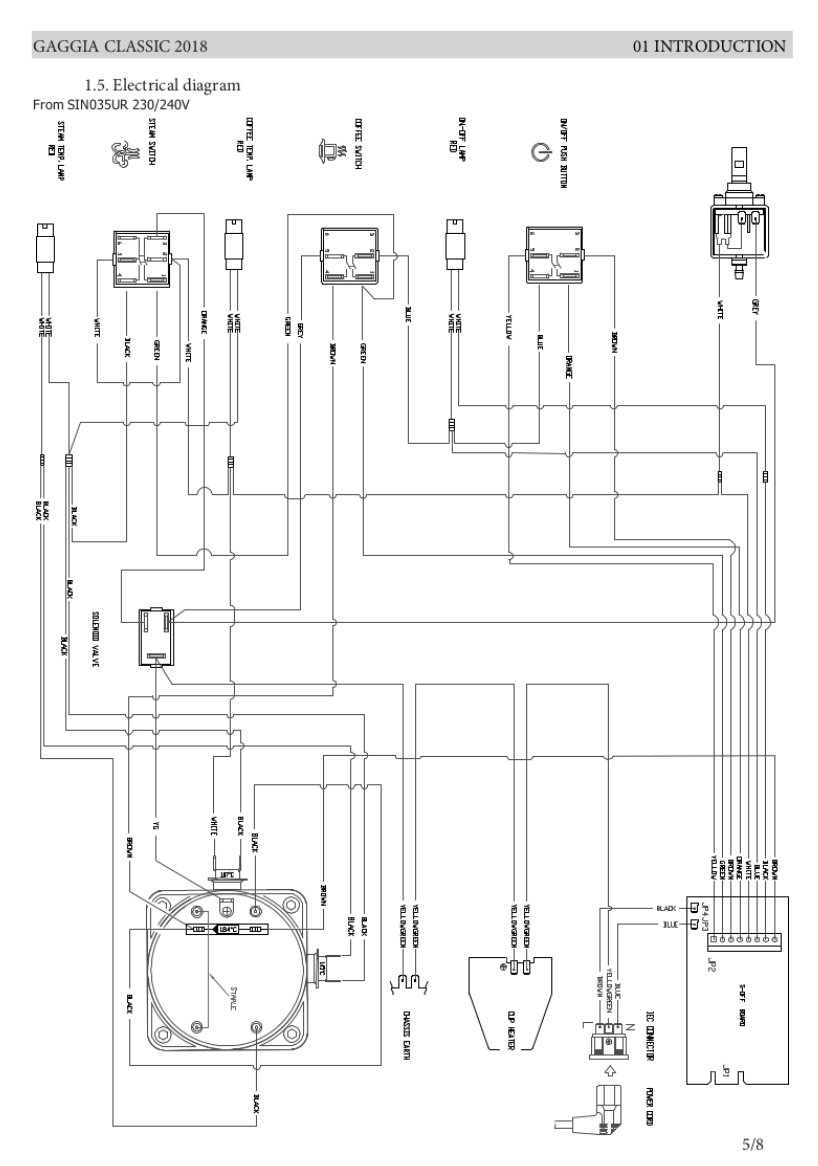 GAGGIA CLASSIC 2018
01 INTRODUCTION
1.5. Electrical diagram
From SIN035UR 230/240V
STEAM TEMP. LAMP
RED
STEAM SWITCH
COFFEE TEMP. LAMP
RED
COFFEE SWITCH
ON-OFF LAMP
RED
ON/OFF PUSH BUTTON
WHITE
WHITE
WHITE
BLACK
GREEN
WHITE
ORANGE
WHITE
WHITE
GREEN
GREY
BROWN
GREEN
BLUE
WHITE
WHITE
YELLOW
BLUE
ORANGE
BROWN
WHITE
GREY
BLACK
BLACK
BLACK
BLACK
BLACK
SOLENOID VALVE
BROWN
YG
WHITE
BLACK
BLACK
BROWN
BLACK
BLACK
YELLOW/GREEN
YELLOW/GREEN
YELLOW/GREEN
YELLOW/GREEN
YELLOW
GREEN
BROWN
ORANGE
WHITE
BLUE
BLACK
BROWN
107°C
184°C
145°C
STAPLE
BLACK
BLACK
CHASSIS EARTH
CUP HEATER
BLACK
BLUE
JP4
JP3
JP2
S-OFF BOARD
JP1
BROWN
YELLOW/GREEN
BLUE
L
N
IEC CONNECTOR
POWER CORD
5/8